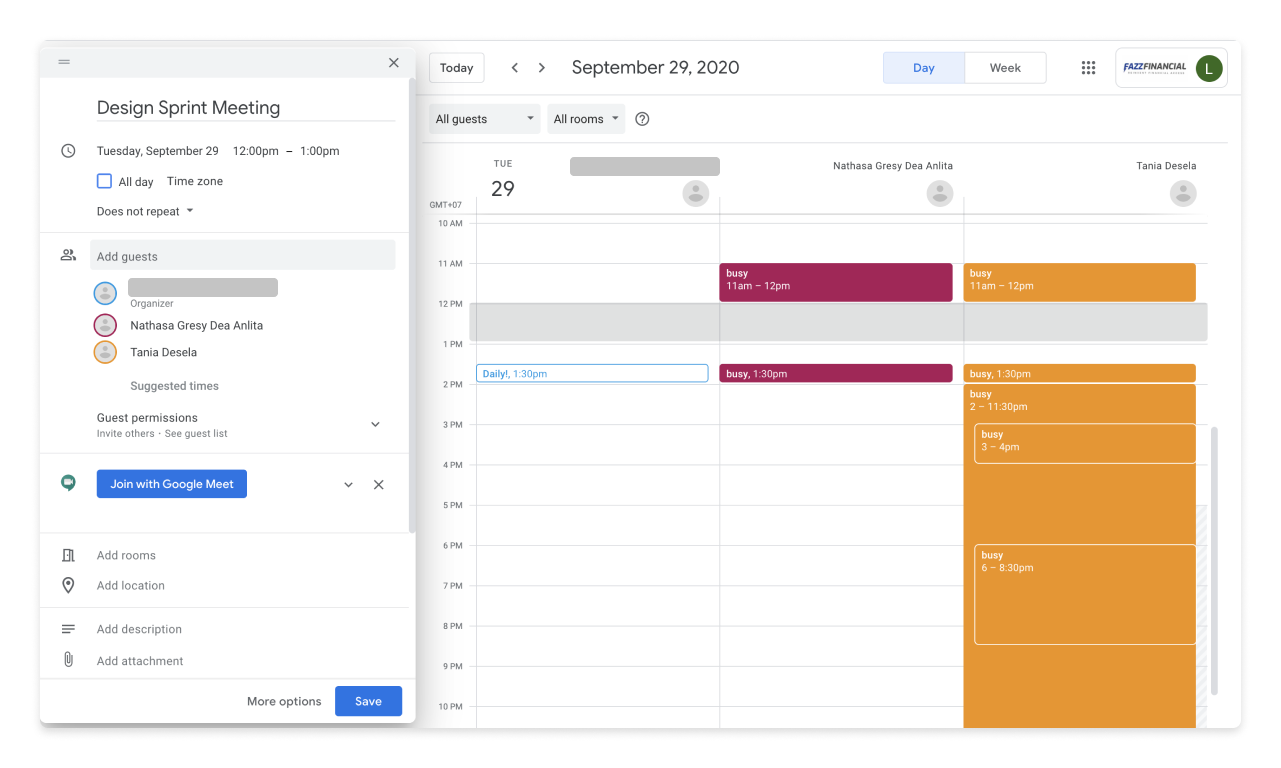 Design Sprint Meeting
Tuesday, September 29 12:00pm – 1:00pm
All day Time zone
Does not repeat
Add guests
Organizer
Nathasa Gresy Dea Anlita
Tania Desela
Suggested times
Guest permissions
Invite others · See guest list
Join with Google Meet
Add rooms
Add location
Add description
Add attachment
More options Save
Today September 29, 2020 Day Week FAZZFINANCIAL L
All guests All rooms
TUE
29
Nathasa Gresy Dea Anlita
Tania Desela
GMT+07
10 AM
11 AM
busy
11am – 12pm
busy
11am – 12pm
12 PM
1 PM
Daily!, 1:30pm
busy, 1:30pm
busy, 1:30pm
2 PM
busy
2 – 11:30pm
3 PM
busy
3 – 4pm
4 PM
5 PM
6 PM
busy
6 – 8:30pm
7 PM
8 PM
9 PM
10 PM